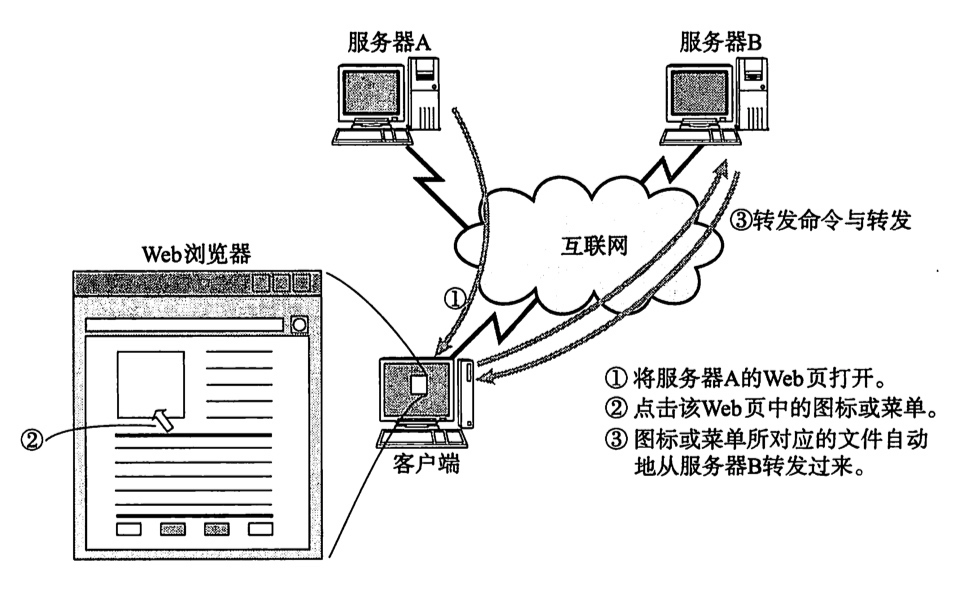 服务器A
服务器B
③转发命令与转发
互联网
Web浏览器
①
②
客户端
① 将服务器A的Web页打开。
② 点击该Web页中的图标或菜单。
③ 图标或菜单所对应的文件自动
地从服务器B转发过来。